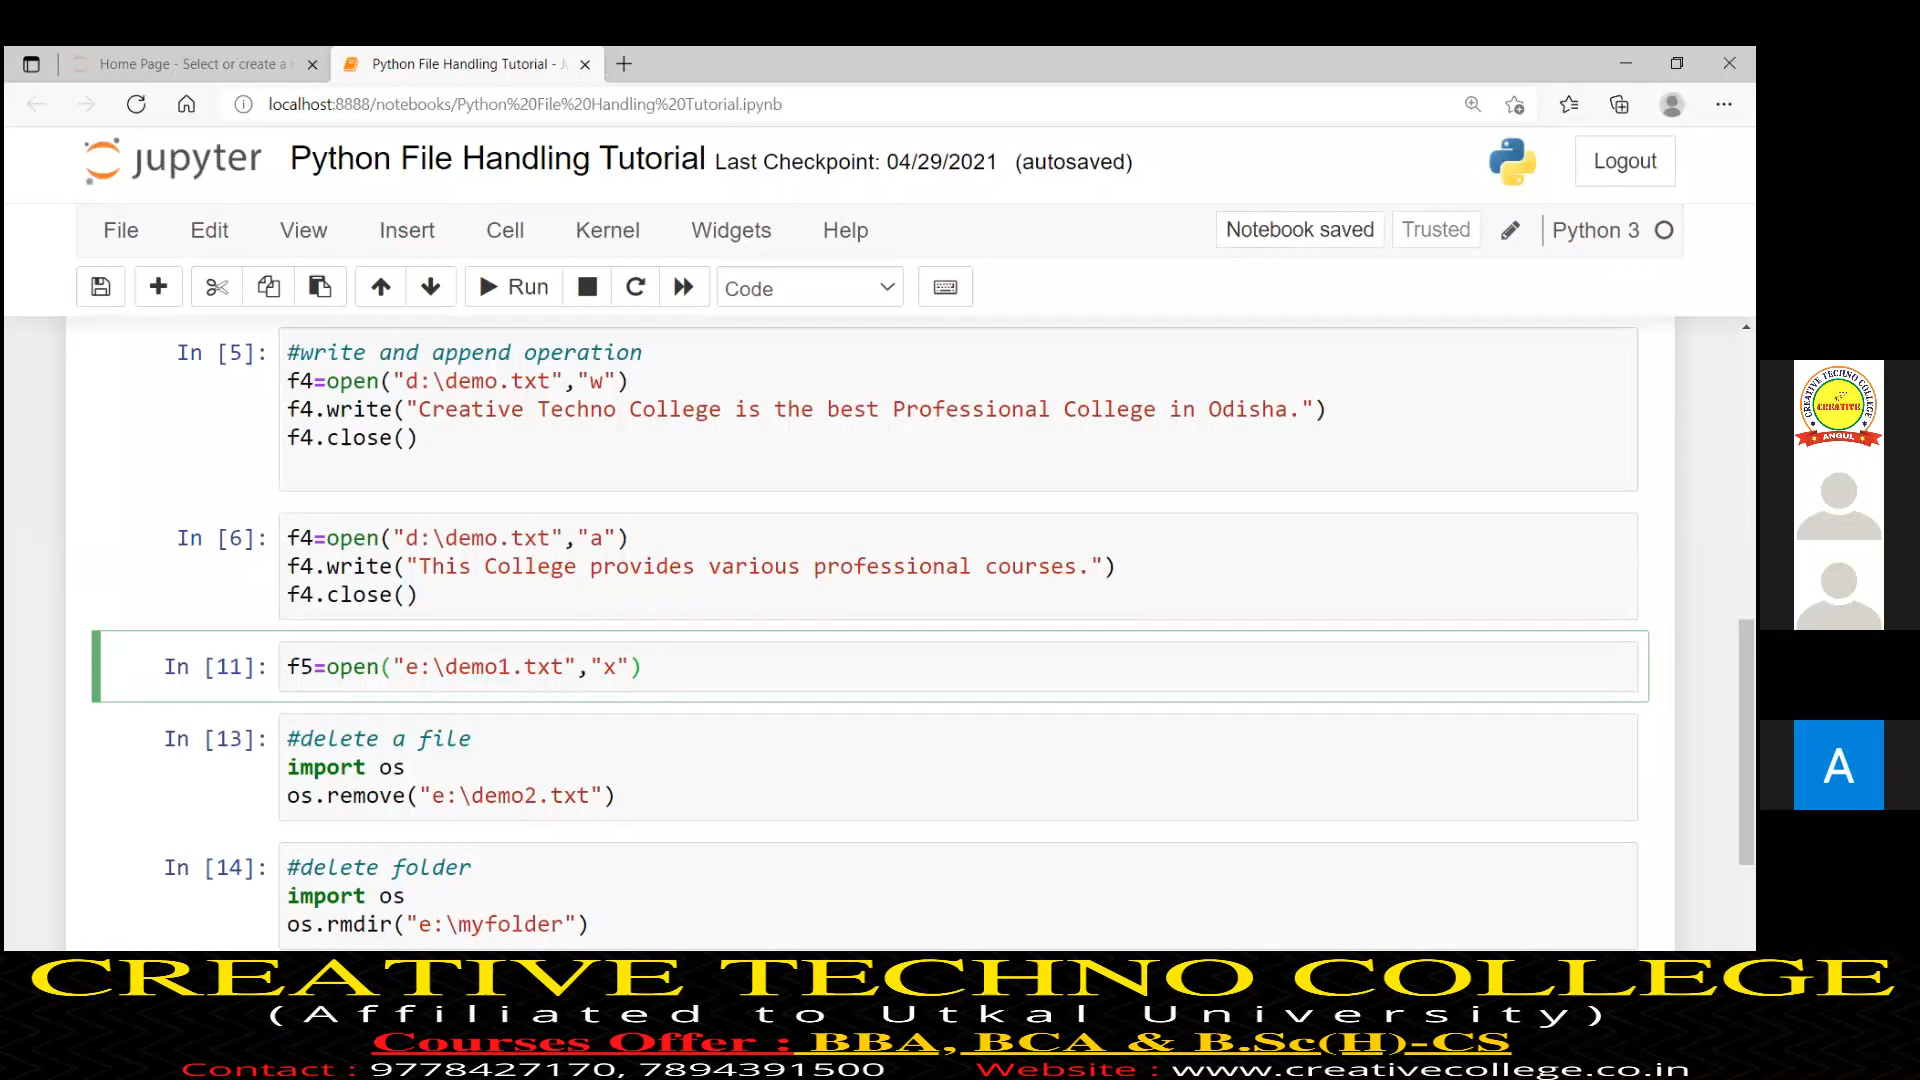 Home Page - Select or create a
Python File Handling Tutorial - J
localhost:8888/notebooks/Python%20File%20Handling%20Tutorial.ipynb
jupyter Python File Handling Tutorial Last Checkpoint: 04/29/2021 (autosaved)
Logout
File Edit View Insert Cell Kernel Widgets Help
Notebook saved Trusted Python 3
Run Code
In [5]: #write and append operation
f4=open("d:\demo.txt","w")
f4.write("Creative Techno College is the best Professional College in Odisha.")
f4.close()
In [6]: f4=open("d:\demo.txt","a")
f4.write("This College provides various professional courses.")
f4.close()
In [11]: f5=open("e:\demo1.txt","x")
In [13]: #delete a file
import os
os.remove("e:\demo2.txt")
In [14]: #delete folder
import os
os.rmdir("e:\myfolder")
CREATIVE TECHNO COLLEGE
CREATIVE
ANGUL
A
CREATIVE TECHNO COLLEGE
(Affiliated to Utkal University)
Courses Offer : BBA, BCA & B.Sc(H)-CS
Contact : 9778427170, 7894391500 Website : www.creativecollege.co.in